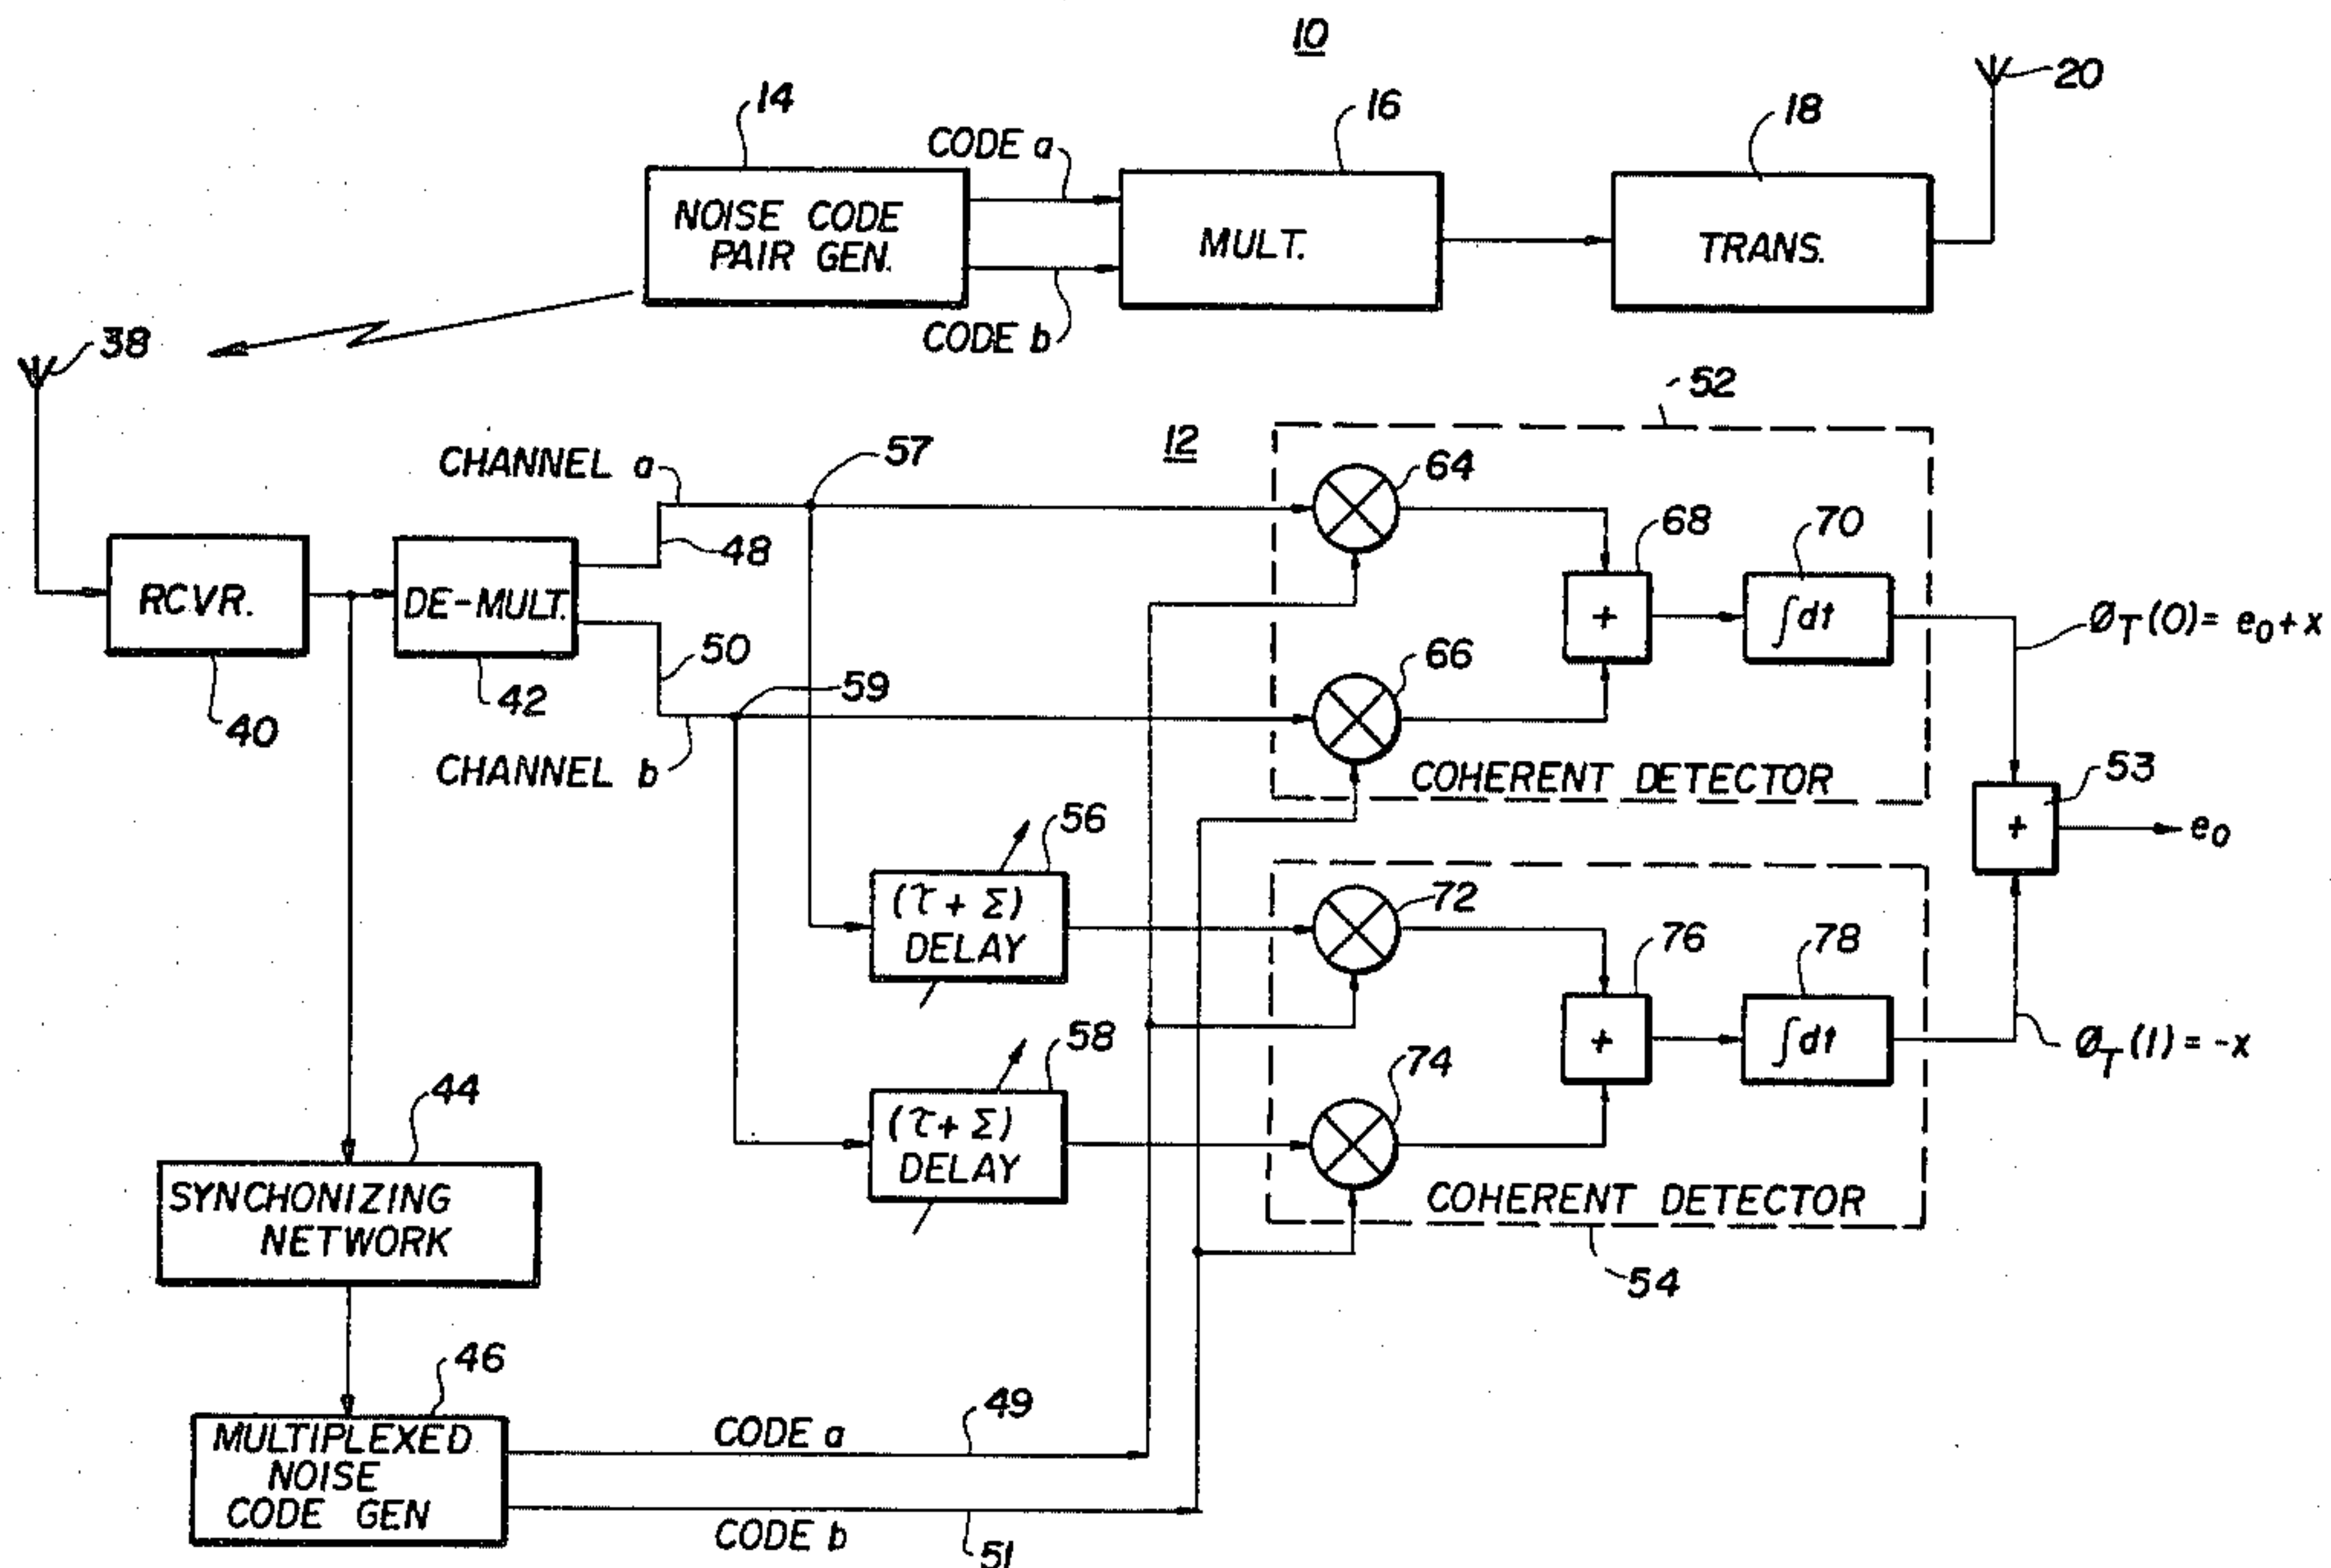 10
14
CODE a
16
18
20
NOISE CODE
PAIR GEN.
MULT.
TRANS.
CODE b
38
52
12
57
CHANNEL a
64
48
68
70
RCVR.
DE-MULT.
+
∫dt
ØT(0)= eo+x
50
66
59
42
40
CHANNEL b
COHERENT DETECTOR
53
56
+
eo
(τ + Σ)
DELAY
72
76
78
58
+
∫dt
ØT(1) = -x
74
44
(τ+ Σ)
DELAY
SYNCHONIZING
NETWORK
COHERENT DETECTOR
54
46
MULTIPLEXED
NOISE
CODE GEN
CODE a
49
CODE b
51